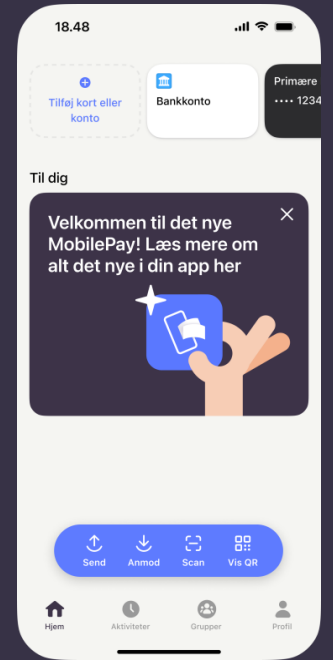 18.48
Tilføj kort eller
konto
Bankkonto
Primære
•••• 1234
Til dig
Velkommen til det nye
MobilePay! Læs mere om
alt det nye i din app her
Send
Anmod
Scan
Vis QR
Hjem
Aktiviteter
Grupper
Profil